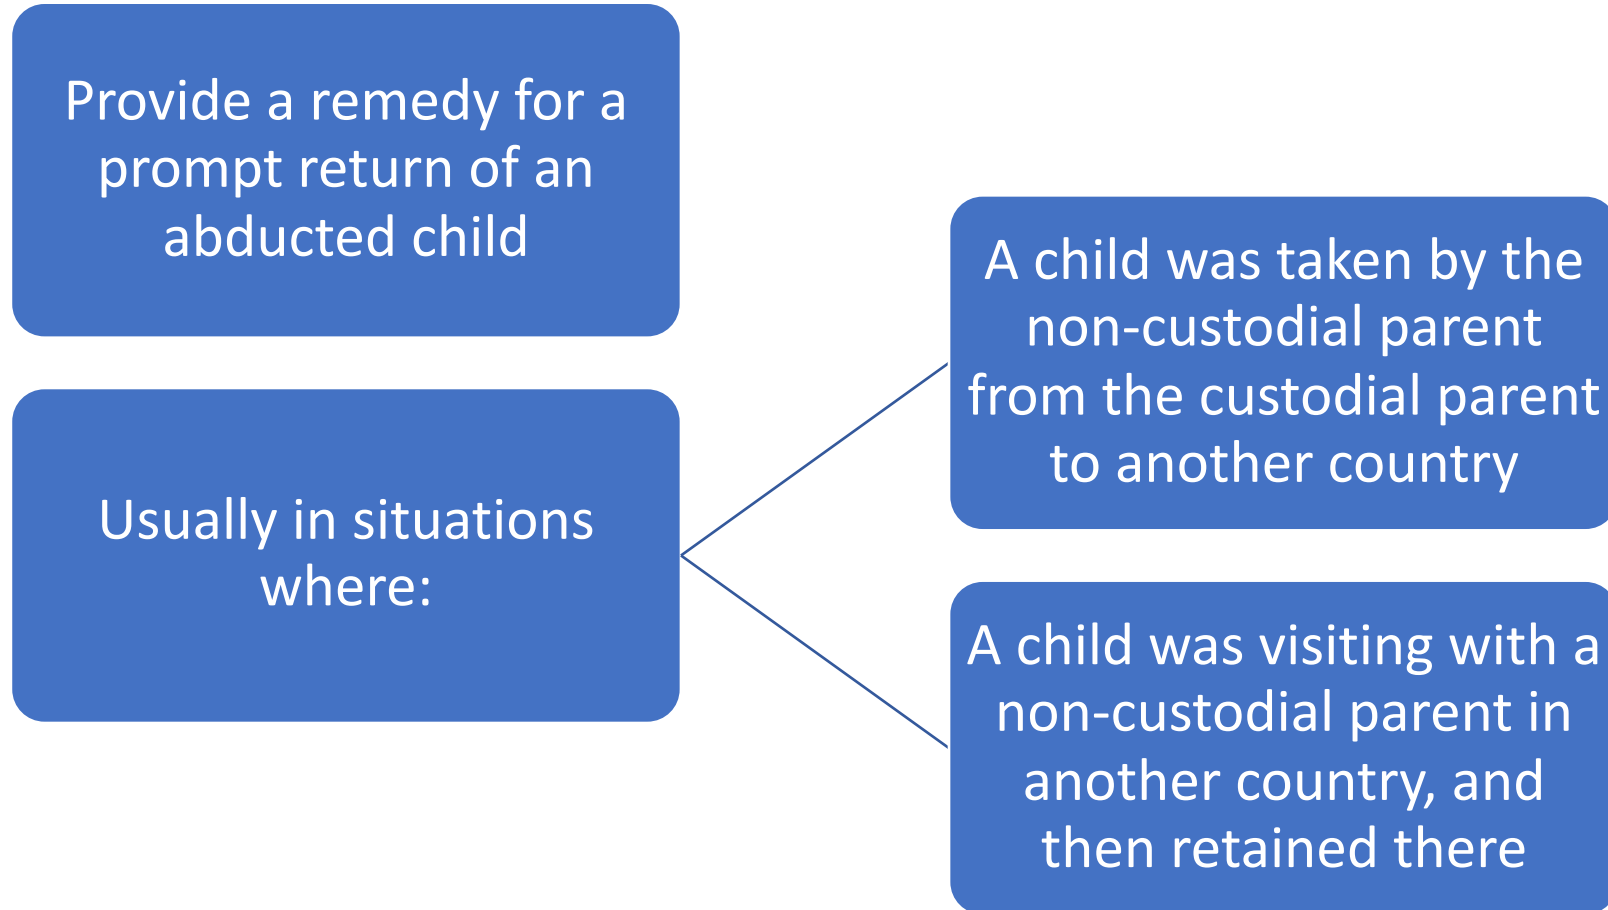 Provide a remedy for a
prompt return of an
abducted child
Usually in situations
where:
A child was taken by the
non-custodial parent
from the custodial parent
to another country
A child was visiting with a
non-custodial parent in
another country, and
then retained there